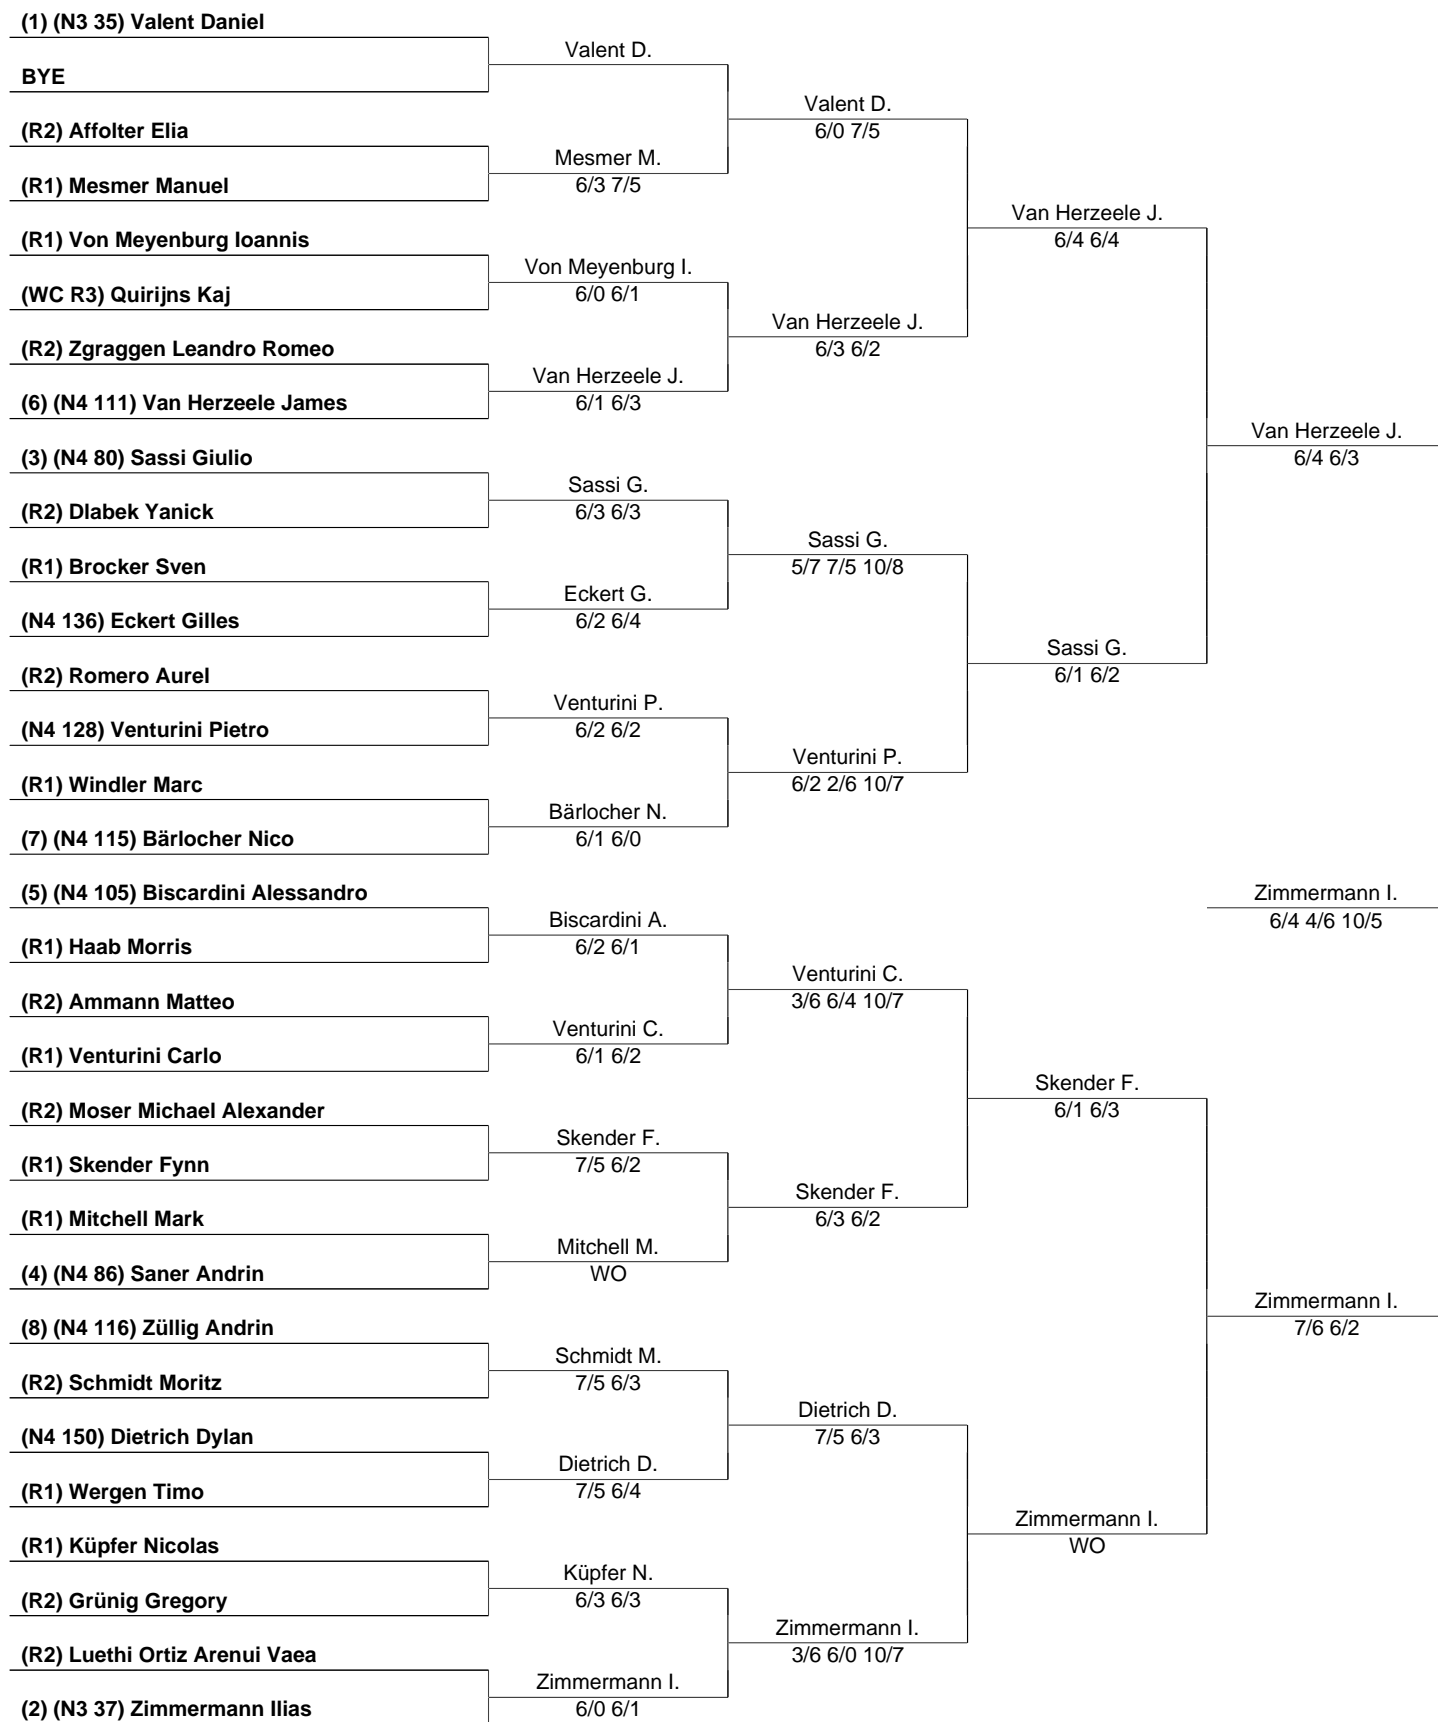 (1) (N3 35) Valent Daniel
BYE
(R2) Affolter Elia
(R1) Mesmer Manuel
(R1) Von Meyenburg Ioannis
(WC R3) Quirijns Kaj
(R2) Zgraggen Leandro Romeo
(6) (N4 111) Van Herzeele James
(3) (N4 80) Sassi Giulio
(R2) Dlabek Yanick
(R1) Brocker Sven
(N4 136) Eckert Gilles
(R2) Romero Aurel
(N4 128) Venturini Pietro
(R1) Windler Marc
(7) (N4 115) Bärlocher Nico
(5) (N4 105) Biscardini Alessandro
(R1) Haab Morris
(R2) Ammann Matteo
(R1) Venturini Carlo
(R2) Moser Michael Alexander
(R1) Skender Fynn
(R1) Mitchell Mark
(4) (N4 86) Saner Andrin
(8) (N4 116) Züllig Andrin
(R2) Schmidt Moritz
(N4 150) Dietrich Dylan
(R1) Wergen Timo
(R1) Küpfer Nicolas
(R2) Grünig Gregory
(R2) Luethi Ortiz Arenui Vaea
(2) (N3 37) Zimmermann Ilias
Valent D.
Mesmer M.
6/3 7/5
Von Meyenburg I.
6/0 6/1
Van Herzeele J.
6/1 6/3
Sassi G.
6/3 6/3
Eckert G.
6/2 6/4
Venturini P.
6/2 6/2
Bärlocher N.
6/1 6/0
Biscardini A.
6/2 6/1
Venturini C.
6/1 6/2
Skender F.
7/5 6/2
Mitchell M.
WO
Schmidt M.
7/5 6/3
Dietrich D.
7/5 6/4
Küpfer N.
6/3 6/3
Zimmermann I.
6/0 6/1
Valent D.
6/0 7/5
Van Herzeele J.
6/3 6/2
Sassi G.
5/7 7/5 10/8
Venturini P.
6/2 2/6 10/7
Venturini C.
3/6 6/4 10/7
Skender F.
6/3 6/2
Dietrich D.
7/5 6/3
Zimmermann I.
3/6 6/0 10/7
Van Herzeele J.
6/4 6/4
Sassi G.
6/1 6/2
Skender F.
6/1 6/3
Zimmermann I.
WO
Van Herzeele J.
6/4 6/3
Zimmermann I.
6/4 4/6 10/5
Zimmermann I.
7/6 6/2